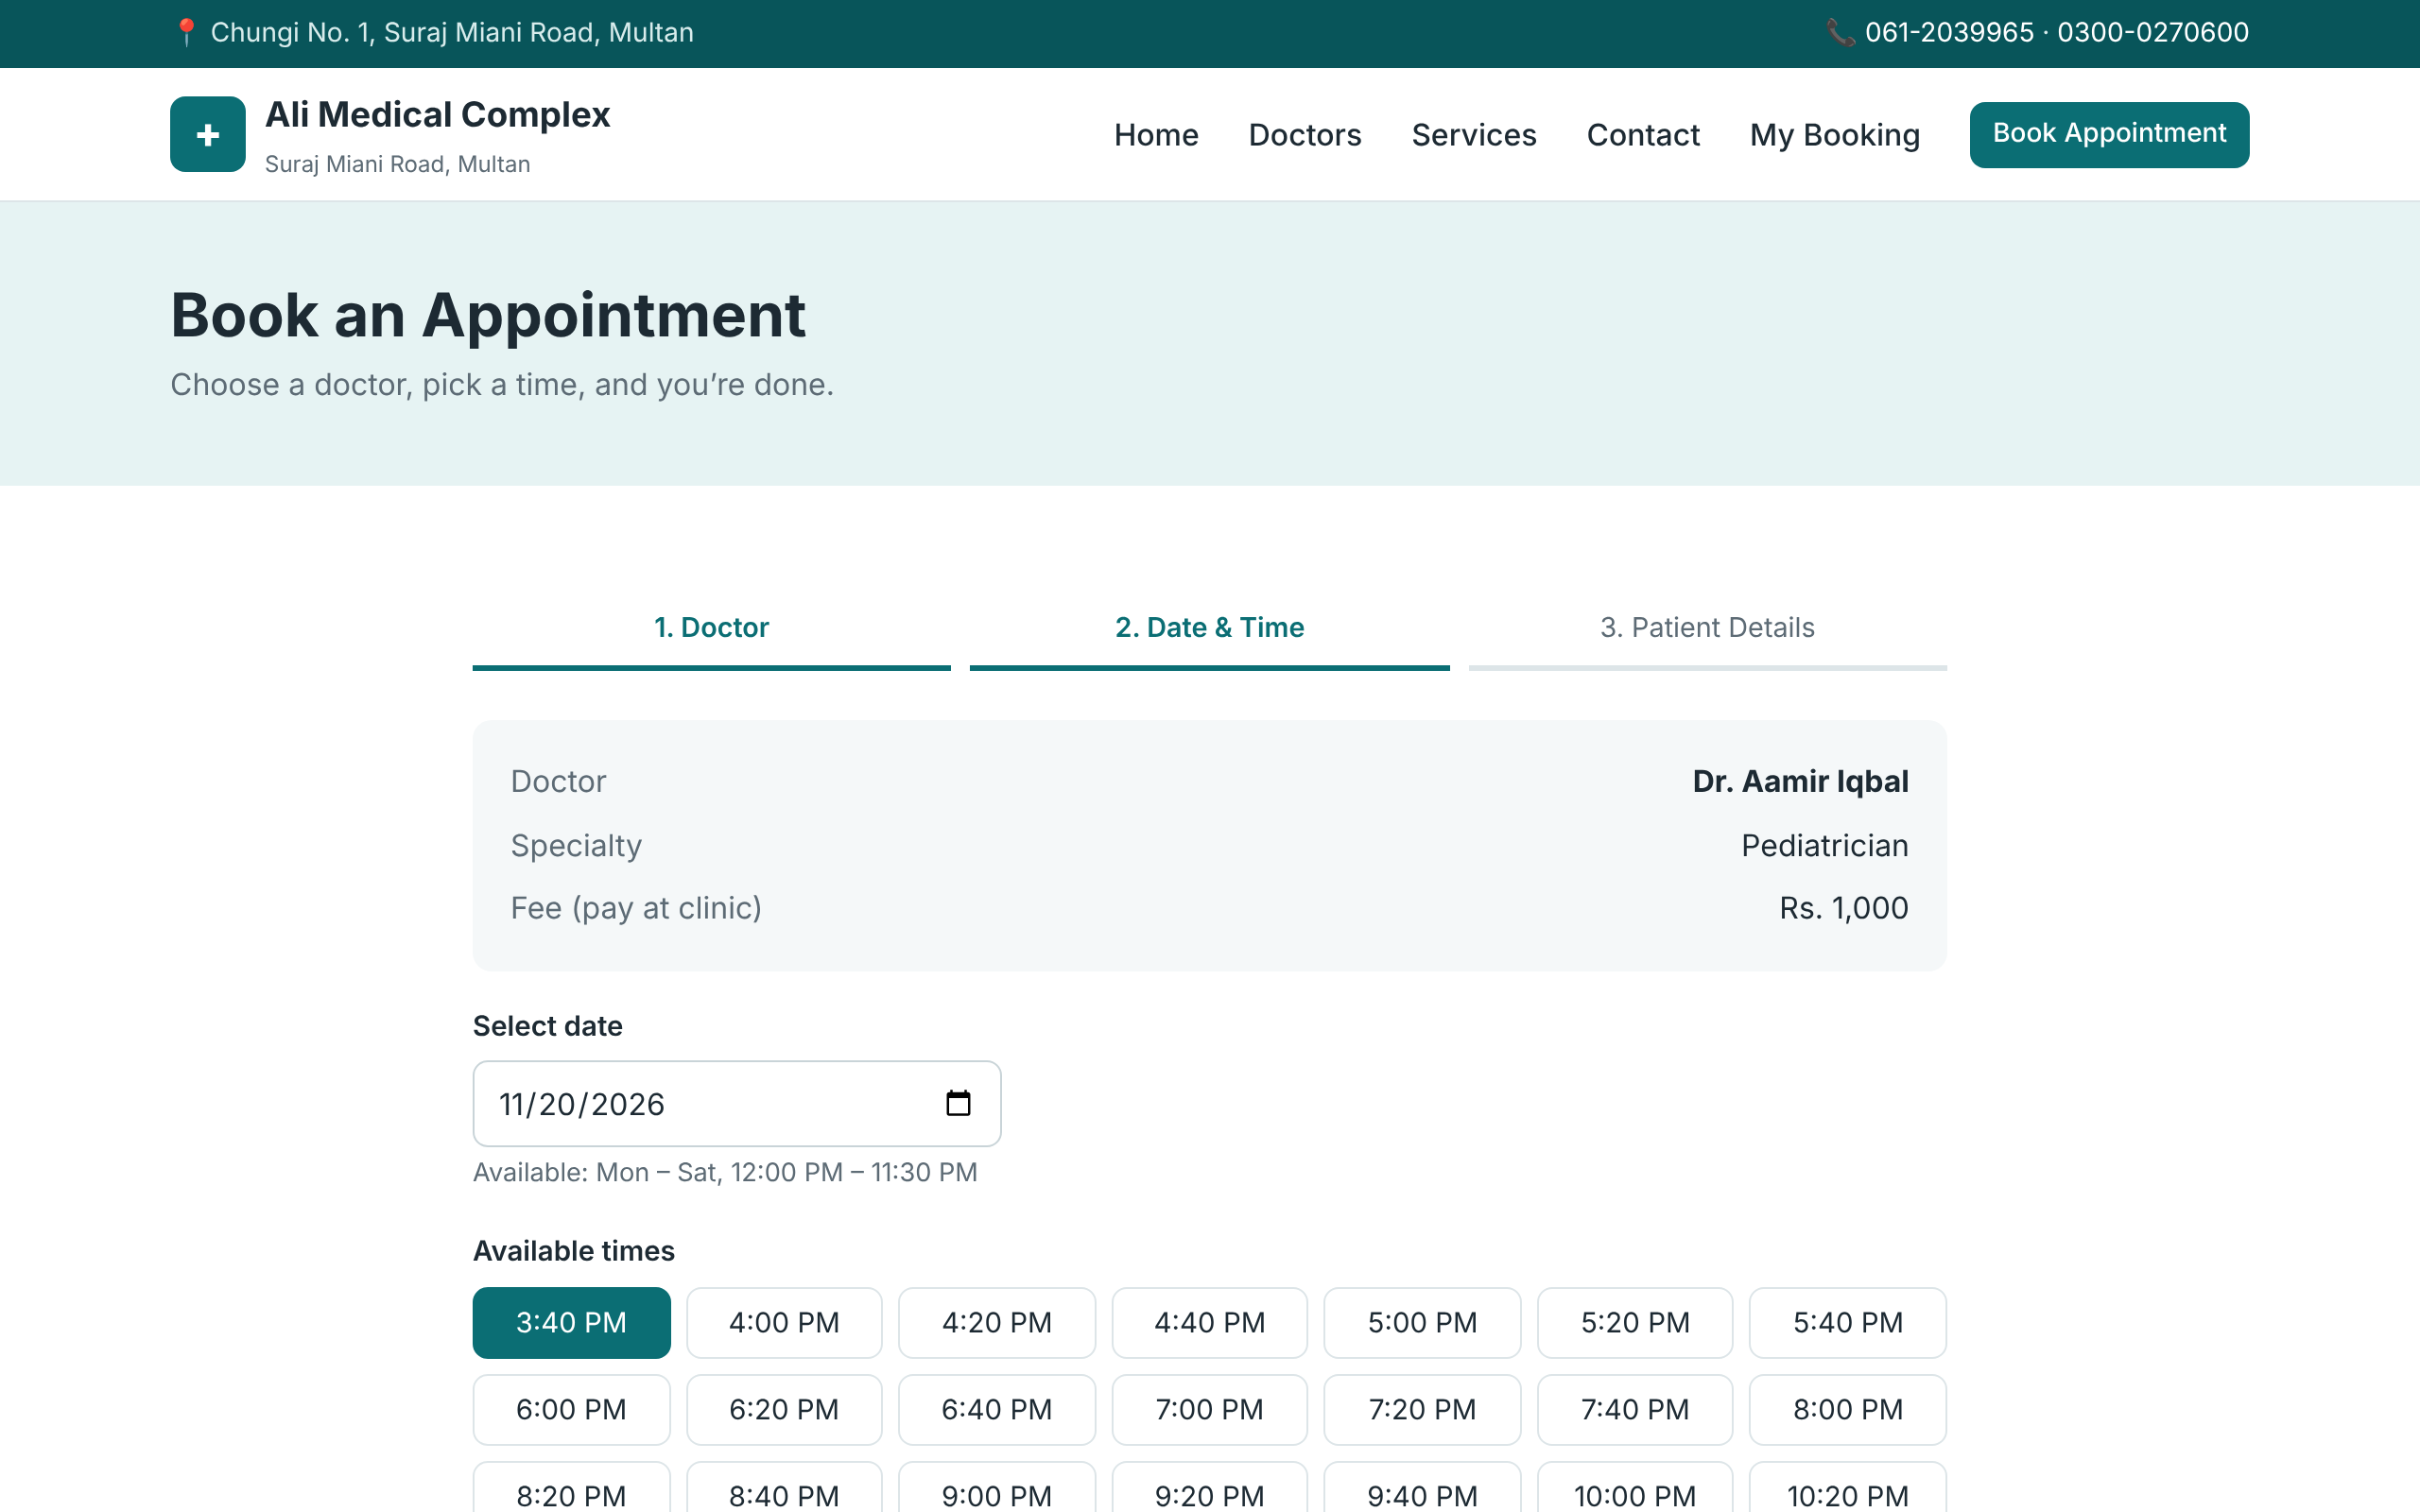 📍 Chungi No. 1, Suraj Miani Road, Multan
📞 061-2039965 · 0300-0270600
+
Ali Medical Complex
Suraj Miani Road, Multan
Home Doctors Services Contact My Booking Book Appointment
Book an Appointment
Choose a doctor, pick a time, and you’re done.
1. Doctor 2. Date & Time 3. Patient Details
Doctor Dr. Aamir Iqbal
Specialty Pediatrician
Fee (pay at clinic) Rs. 1,000
Select date
11/20/2026
Available: Mon – Sat, 12:00 PM – 11:30 PM
Available times
3:40 PM 4:00 PM 4:20 PM 4:40 PM 5:00 PM 5:20 PM 5:40 PM
6:00 PM 6:20 PM 6:40 PM 7:00 PM 7:20 PM 7:40 PM 8:00 PM
8:20 PM 8:40 PM 9:00 PM 9:20 PM 9:40 PM 10:00 PM 10:20 PM